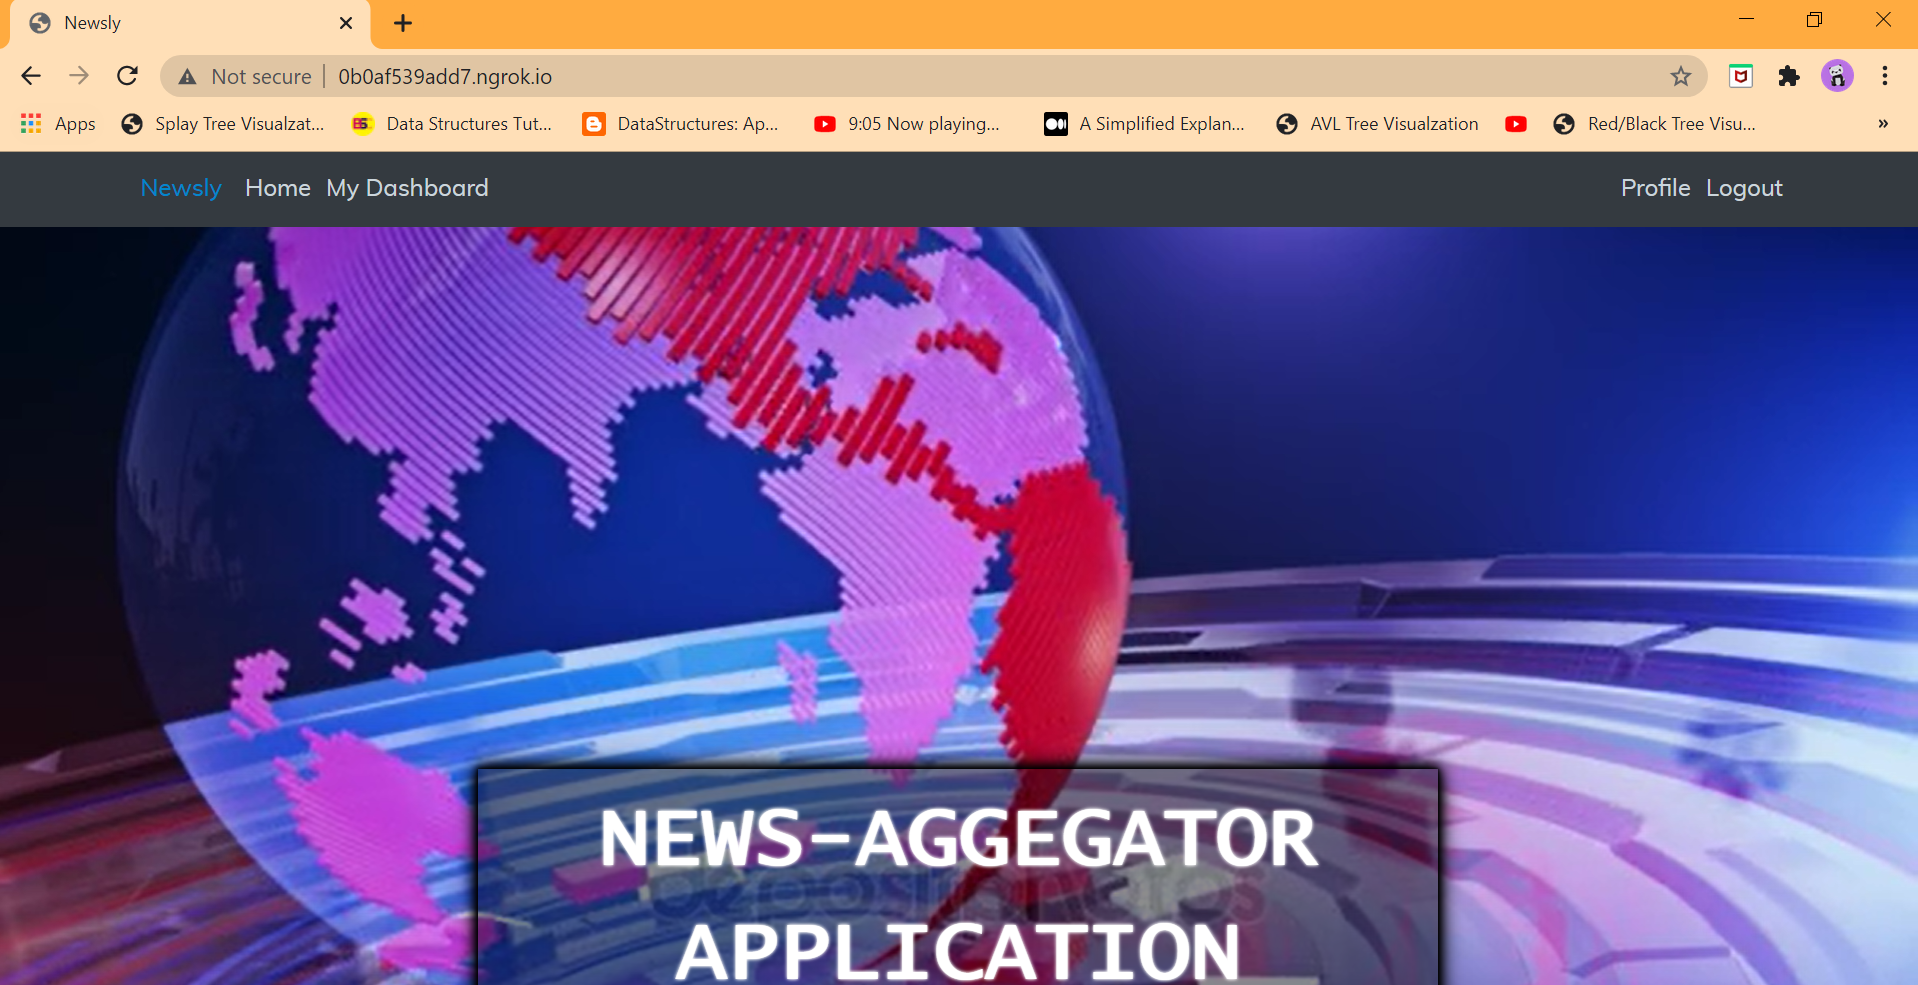 Newsly
Not secure 0b0af539add7.ngrok.io
Apps Splay Tree Visualzat... Data Structures Tut... DataStructures: Ap... 9:05 Now playing... A Simplified Explan... AVL Tree Visualzation Red/Black Tree Visu... »
Newsly Home My Dashboard Profile Logout
NEWS-AGGEGATOR
APPLICATION